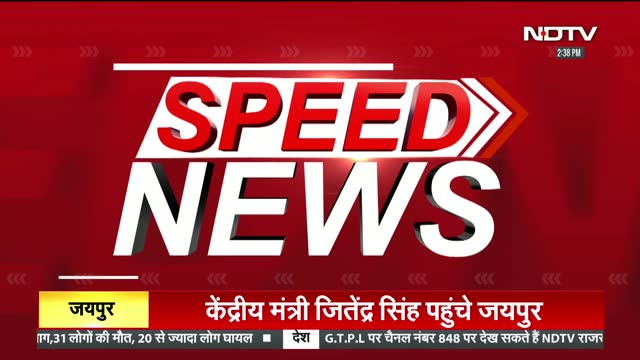 NDTV
2:38 PM
SPEED
NEWS
जयपुर
केंद्रीय मंत्री जितेंद्र सिंह पहुंचे जयपुर
ाग,31 लोगों की मौत, 20 से ज्यादा लोग घायल देश G.T.P.L पर चैनल नंबर 848 पर देख सकते हैं NDTV राजर